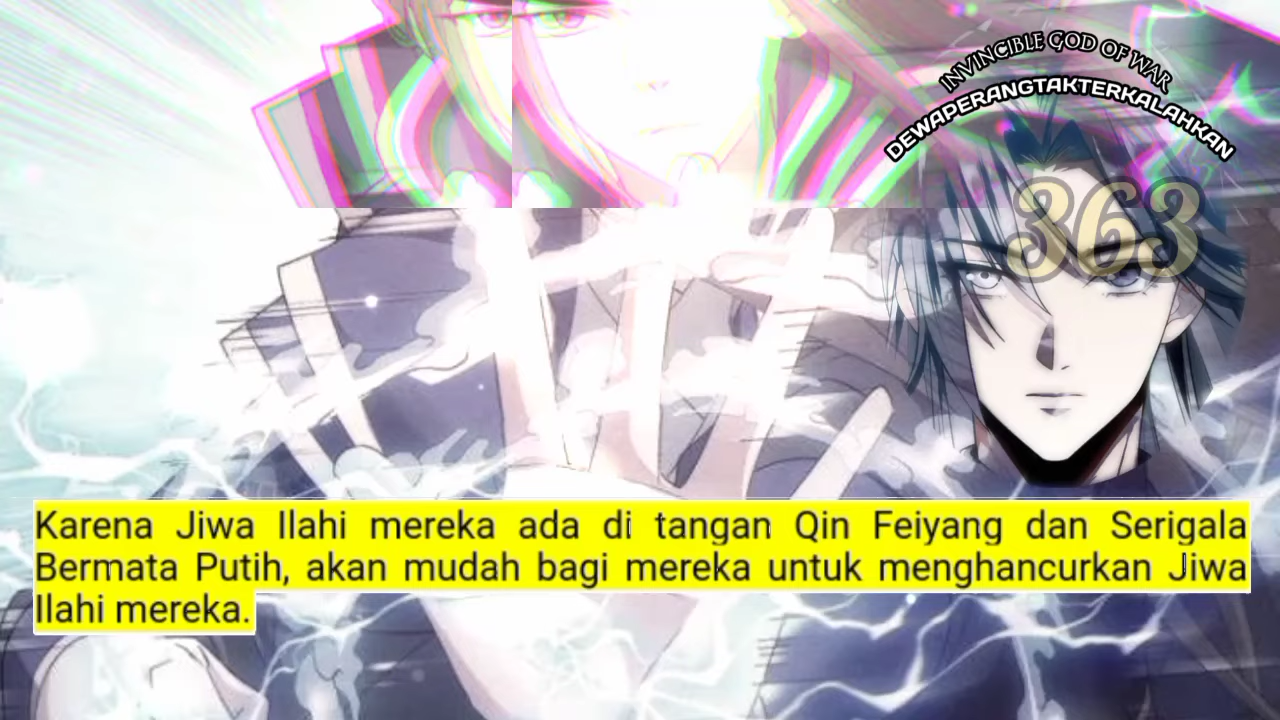 INVINCIBLE GOD OF WAR
DEWAPERANGTAKTERKALAHKAN
363
Karena Jiwa Ilahi mereka ada di tangan Qin Feiyang dan Serigala
Bermata Putih, akan mudah bagi mereka untuk menghancurkan Jiwa
Ilahi mereka.